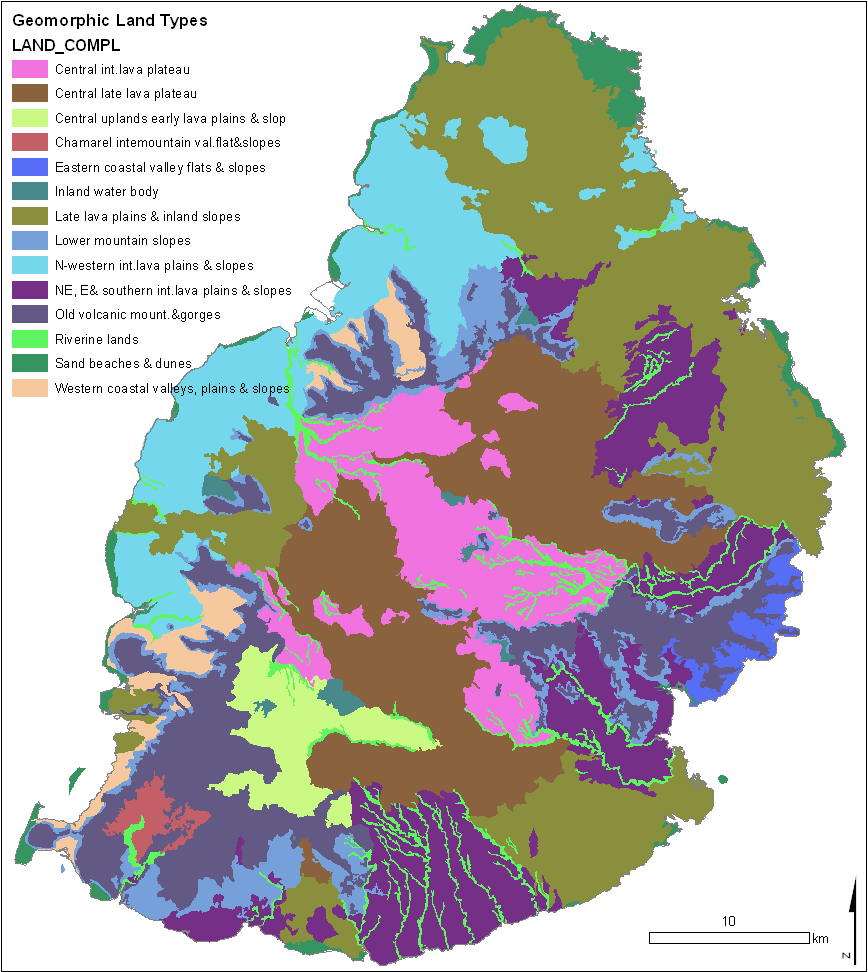 Geomorphic Land Types
LAND_COMPL
Central int.lava plateau
Central late lava plateau
Central uplands early lava plains & slop
Chamarel intemountain val.flat&slopes
Eastern coastal valley flats & slopes
Inland water body
Late lava plains & inland slopes
Lower mountain slopes
N-western int.lava plains & slopes
NE, E& southern int.lava plains & slopes
Old volcanic mount.&gorges
Riverine lands
Sand beaches & dunes
Western coastal valleys, plains & slopes
10
km
N